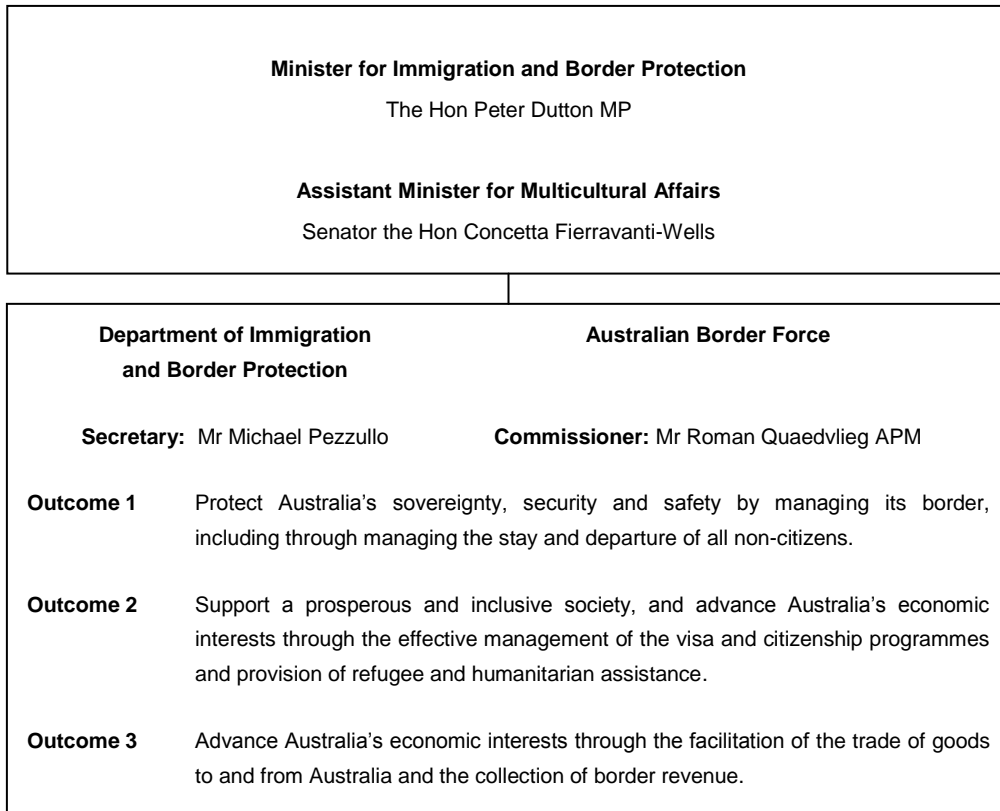 Minister for Immigration and Border Protection
The Hon Peter Dutton MP
Assistant Minister for Multicultural Affairs
Senator the Hon Concetta Fierravanti-Wells
Department of Immigration
and Border Protection
Australian Border Force
Secretary: Mr Michael Pezzullo
Commissioner: Mr Roman Quaedvlieg APM
Outcome 1 Protect Australia’s sovereignty, security and safety by managing its border,
including through managing the stay and departure of all non-citizens.
Outcome 2 Support a prosperous and inclusive society, and advance Australia’s economic
interests through the effective management of the visa and citizenship programmes
and provision of refugee and humanitarian assistance.
Outcome 3 Advance Australia’s economic interests through the facilitation of the trade of goods
to and from Australia and the collection of border revenue.